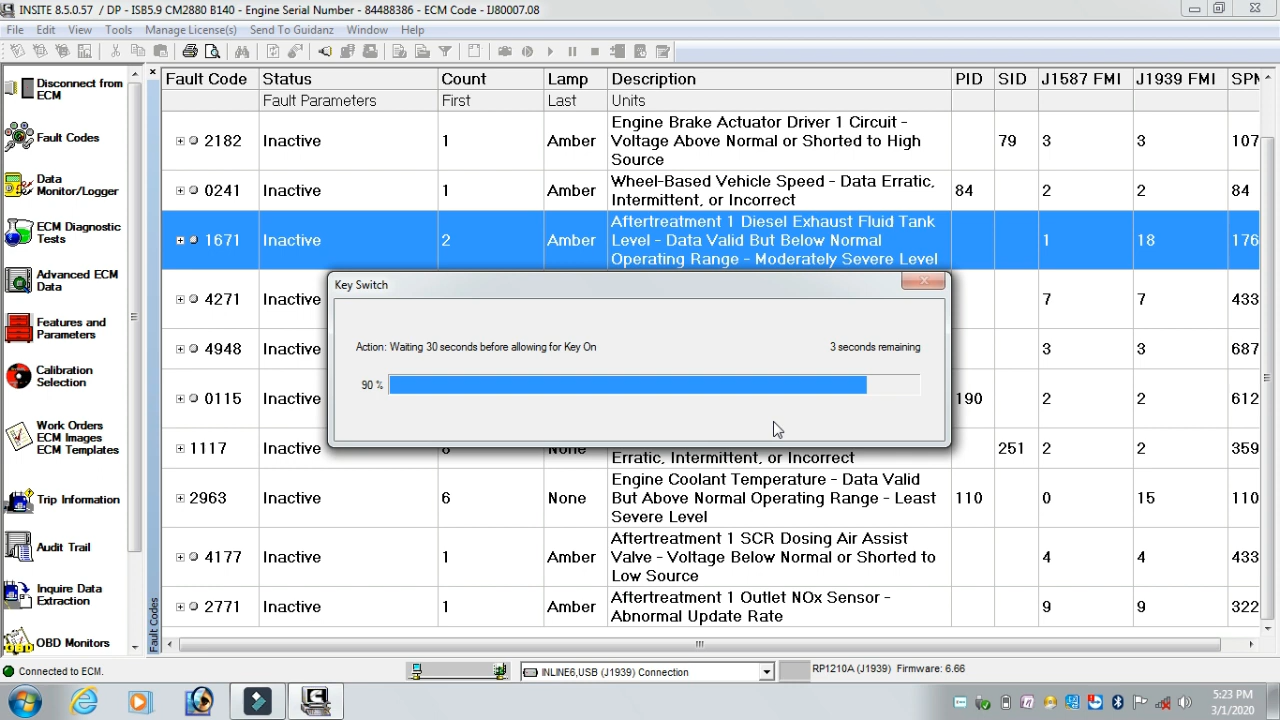 INSITE 8.5.0.57 / DP - ISB5.9 CM2880 B140 - Engine Serial Number - 84488386 - ECM Code - IJ80007.08
File Edit View Tools Manage License(s) Send To Guidanz Window Help
Disconnect from
ECM
Fault Codes
Data
Monitor/Logger
ECM Diagnostic
Tests
Advanced ECM
Data
Features and
Parameters
Calibration
Selection
Work Orders
ECM Images
ECM Templates
Trip Information
Audit Trail
Inquire Data
Extraction
OBD Monitors
Fault Codes
Fault Code Status Count Lamp Description PID SID J1587 FMI J1939 FMI SPN
Fault Parameters First Last Units
2182 Inactive 1 Amber Engine Brake Actuator Driver 1 Circuit -
Voltage Above Normal or Shorted to High
Source 79 3 3 107
0241 Inactive 1 Amber Wheel-Based Vehicle Speed - Data Erratic,
Intermittent, or Incorrect 84 2 2 84
1671 Inactive 2 Amber Aftertreatment 1 Diesel Exhaust Fluid Tank
Level - Data Valid But Below Normal
Operating Range - Moderately Severe Level 1 18 176
4271 Inactive 7 7 433
4948 Inactive 3 3 687
0115 Inactive 190 2 2 612
1117 Inactive None 251 2 2 359
Erratic, Intermittent, or Incorrect
2963 Inactive 6 None Engine Coolant Temperature - Data Valid
But Above Normal Operating Range - Least
Severe Level 110 0 15 110
4177 Inactive 1 Amber Aftertreatment 1 SCR Dosing Air Assist
Valve - Voltage Below Normal or Shorted to
Low Source 4 4 433
2771 Inactive 1 Amber Aftertreatment 1 Outlet NOx Sensor -
Abnormal Update Rate 9 9 322
Key Switch
Action: Waiting 30 seconds before allowing for Key On 3 seconds remaining
90 %
Connected to ECM. INLINE6,USB (J1939) Connection RP1210A (J1939) Firmware: 6.66
5:23 PM
3/1/2020